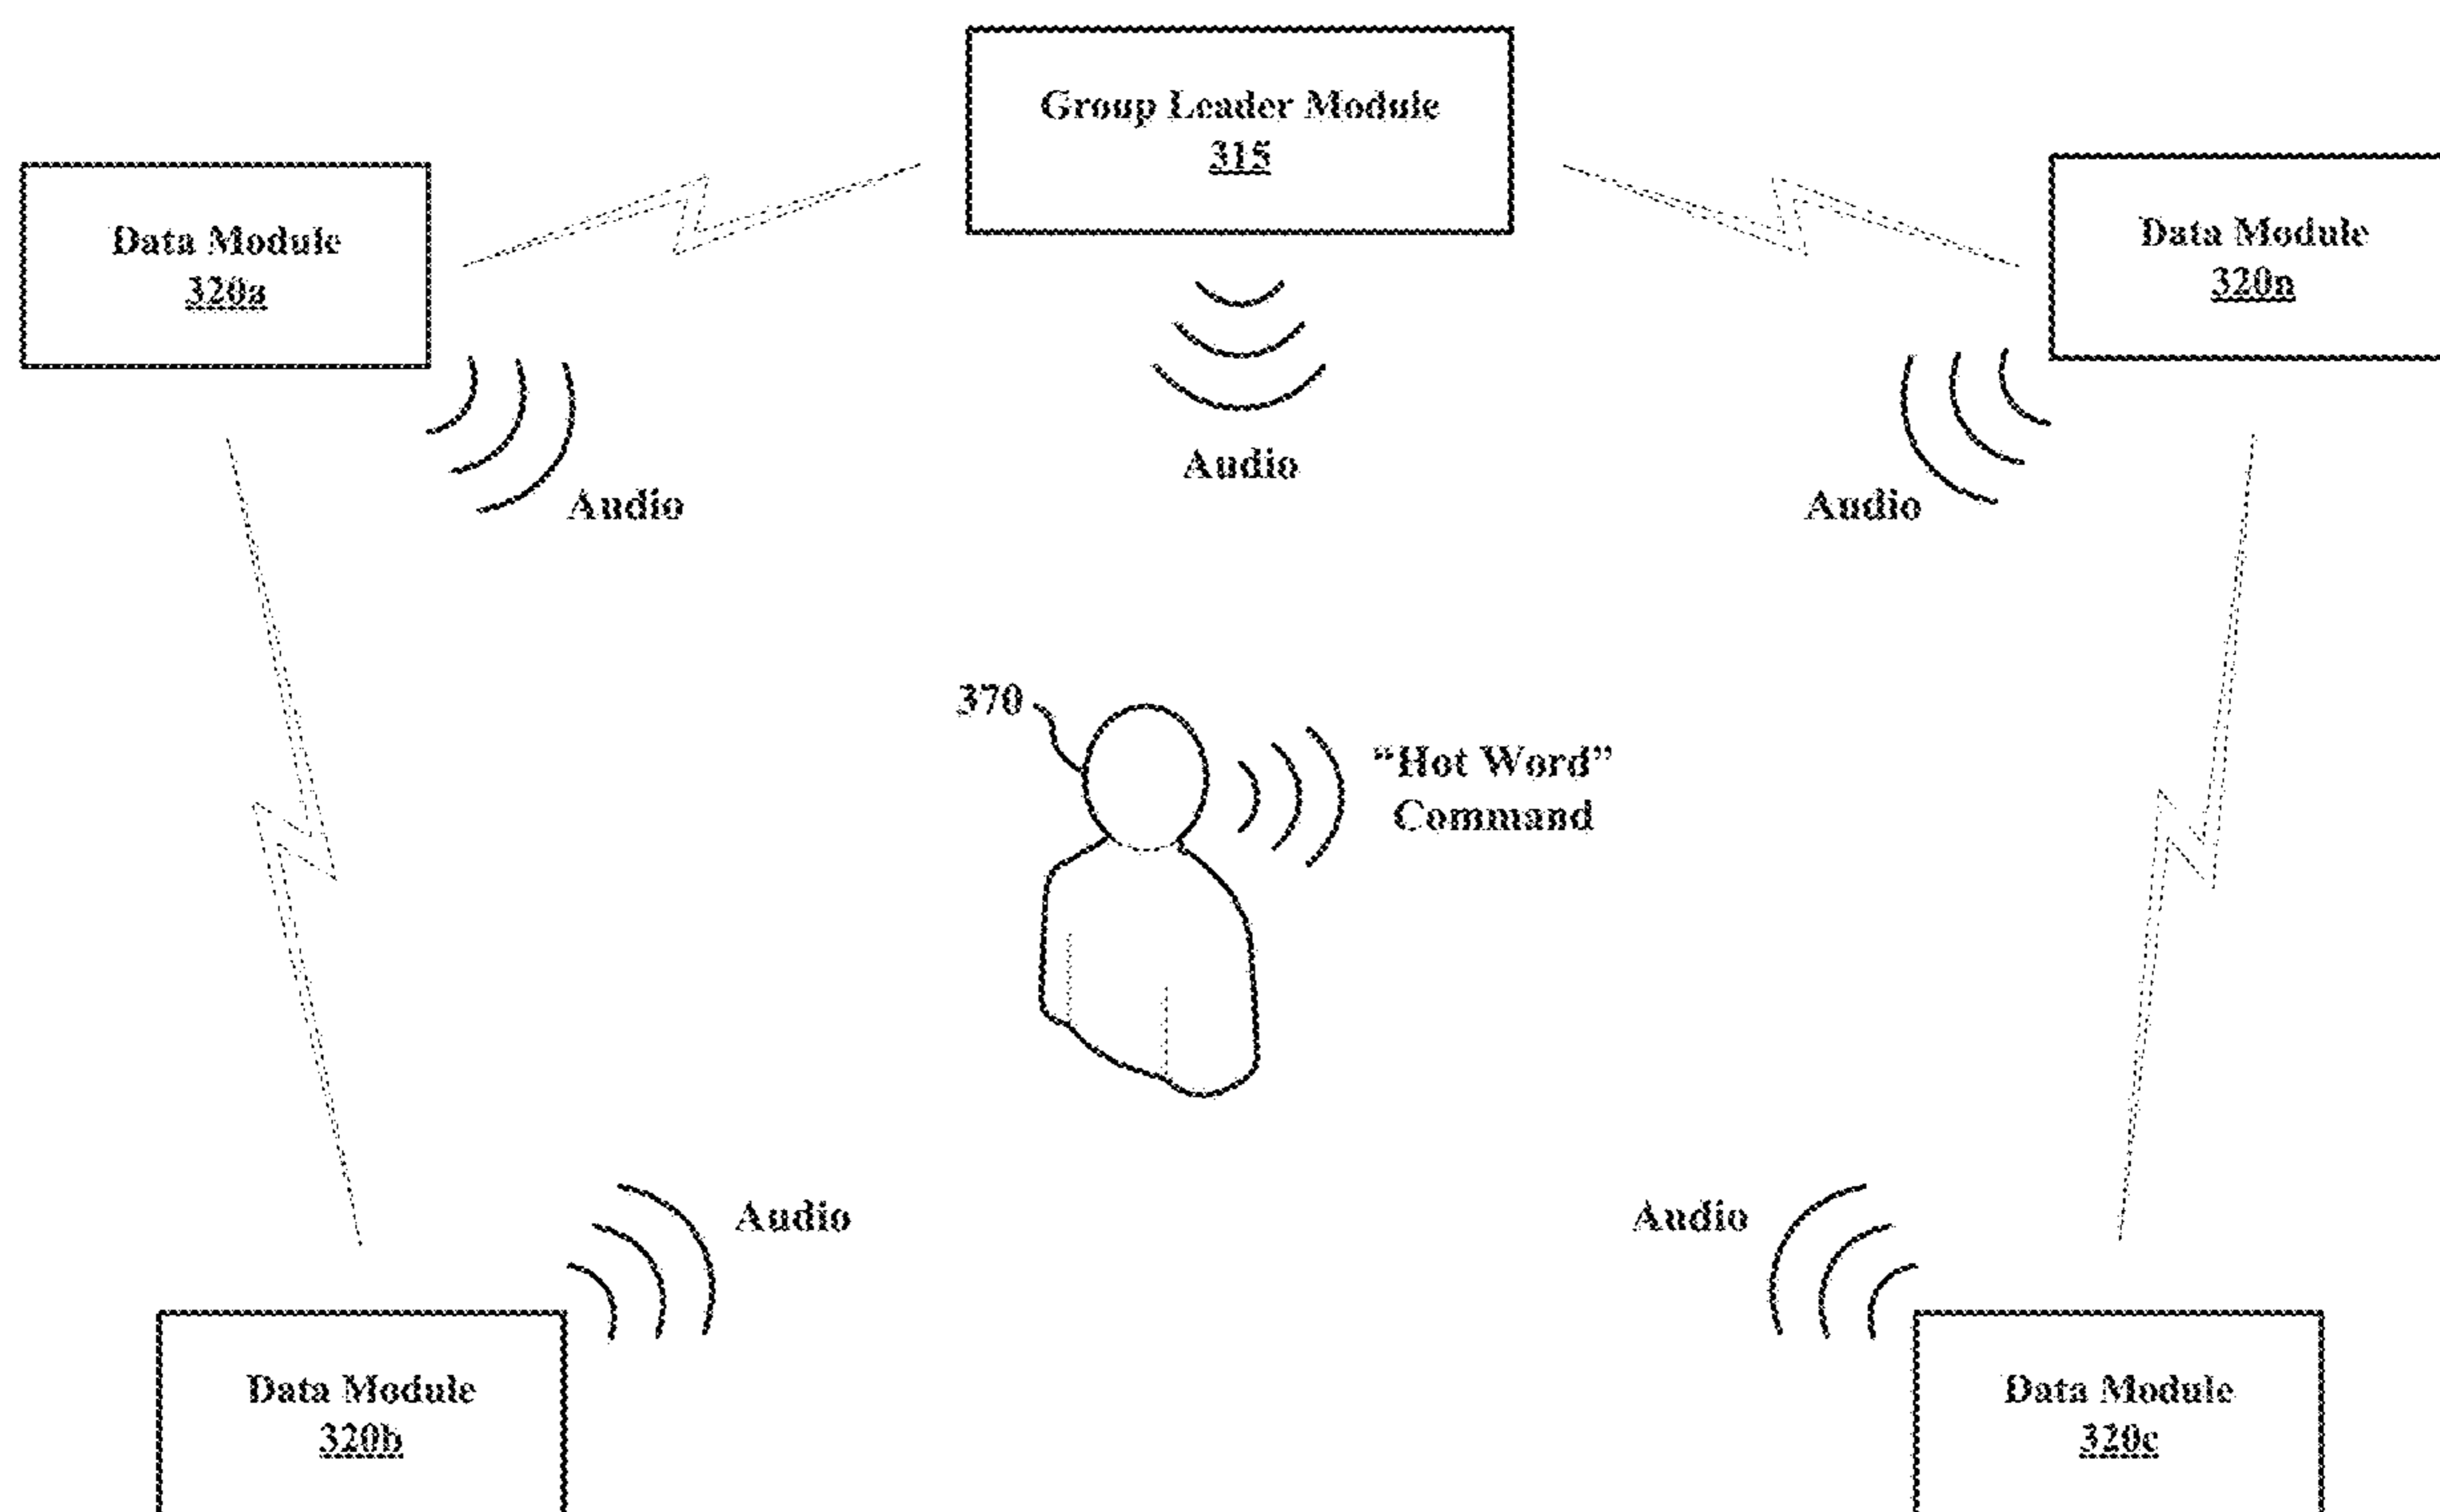 Group Leader Module
315
Data Module
320a
Data Module
320n
Audio
Audio
Audio
370
“Hot Word”
Command
Audio
Audio
Data Module
320b
Data Module
320c